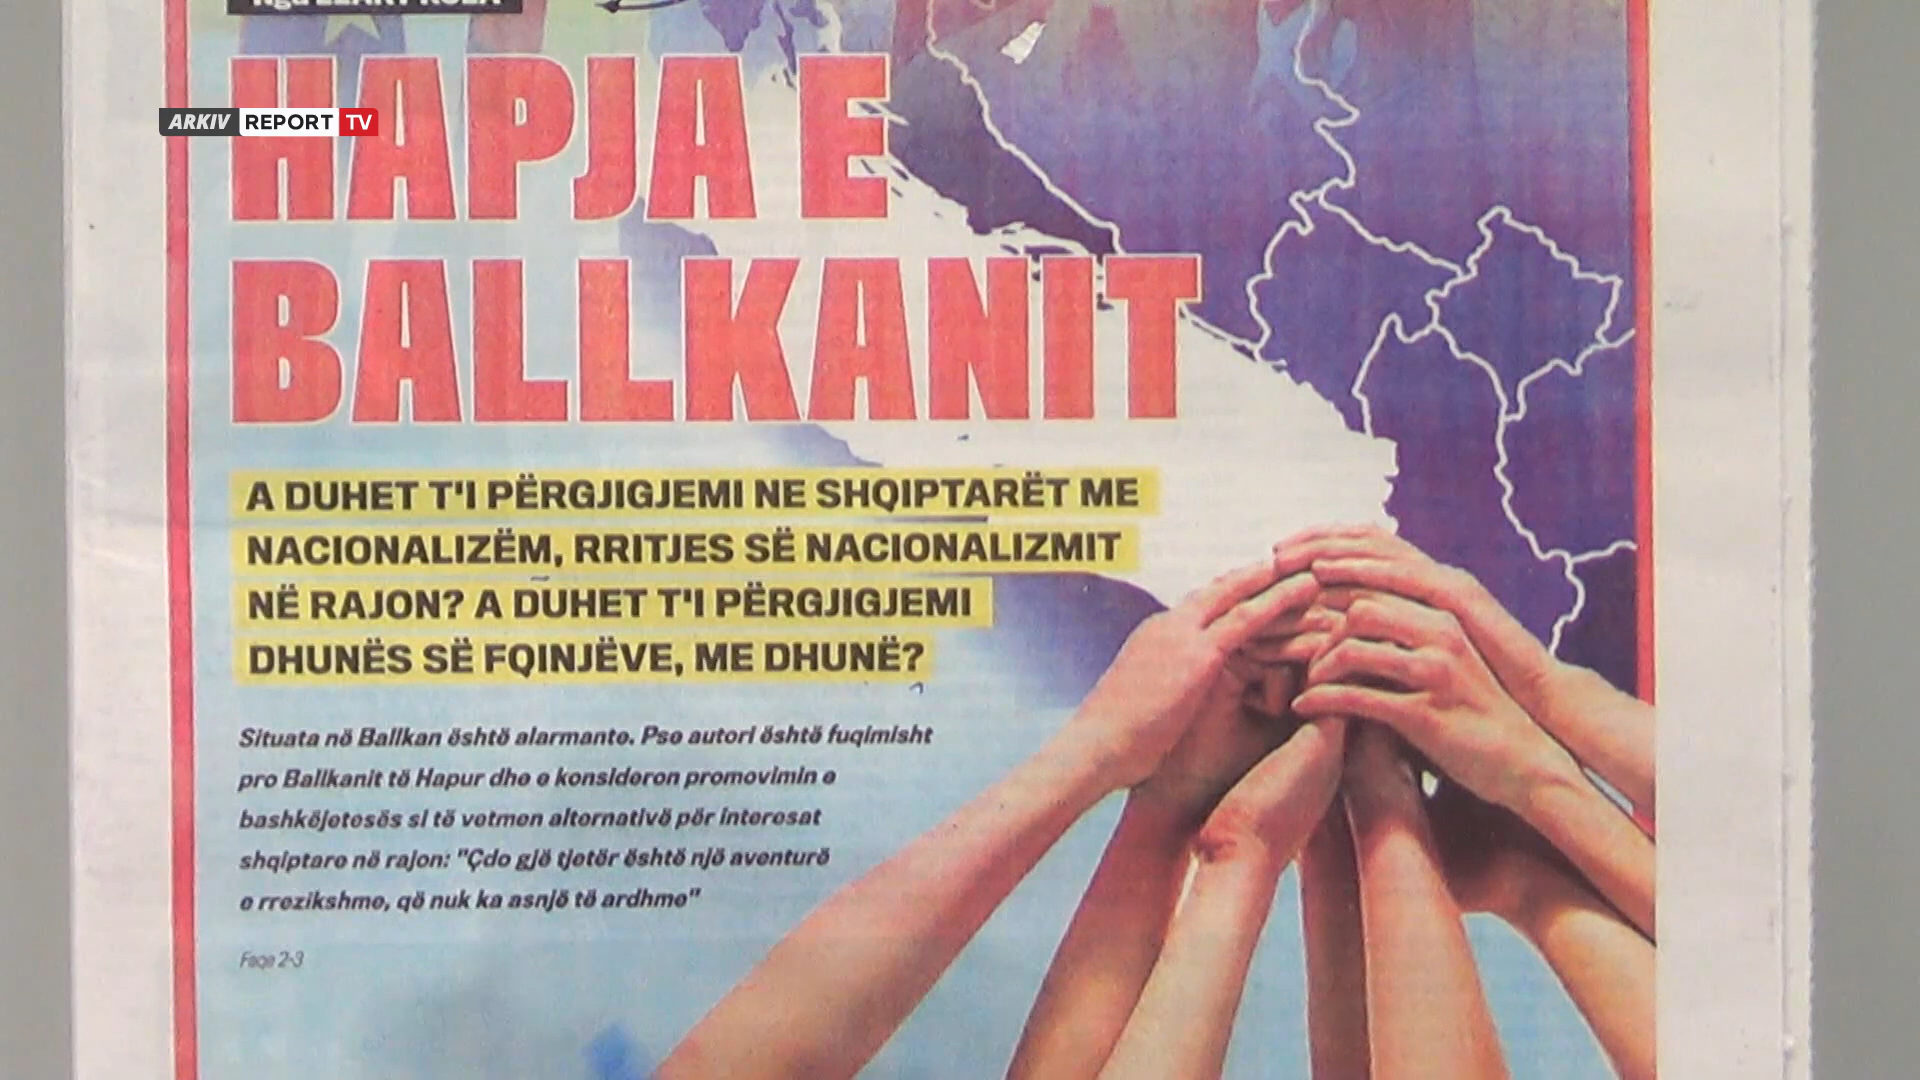 HAPJA E
ARKIV REPORT TV
BALLKANIT
A DUHET T'I PËRGJIGJEMI NE SHQIPTARËT ME
NACIONALIZËM, RRITJES SË NACIONALIZMIT
NË RAJON? A DUHET T'I PËRGJIGJEMI
DHUNËS SË FQINJËVE, ME DHUNË?
Situata në Ballkan është alarmante. Pse autori është fuqimisht
pro Ballkanit të Hapur dhe e konsideron promovimin e
bashkëjetesës si të vetmen alternativë për interesat
shqiptare në rajon: "Çdo gjë tjetër është një aventurë
e rrezikshme, që nuk ka asnjë të ardhme"
Faqe 2-3